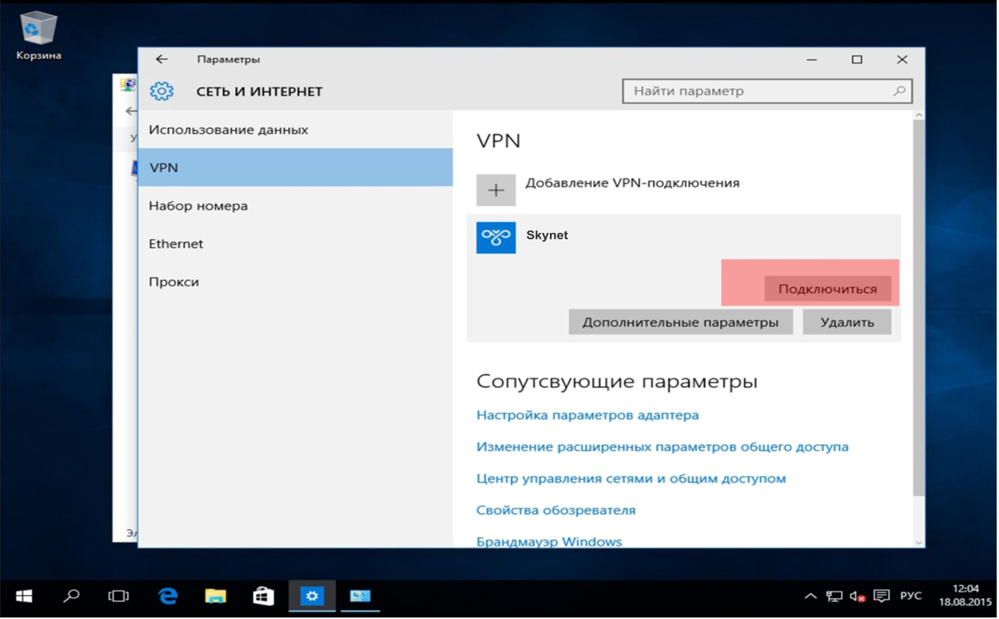 Корзина
Параметры
СЕТЬ И ИНТЕРНЕТ
Найти параметр
Использование данных
VPN
Набор номера
Ethernet
Прокси
VPN
Добавление VPN-подключения
Skynet
Подключиться
Дополнительные параметры
Удалить
Сопутсвующие параметры
Настройка параметров адаптера
Изменение расширенных параметров общего доступа
Центр управления сетями и общим доступом
Свойства обозревателя
Брандмауэр Windows
РУС
12:04
18.08.2015